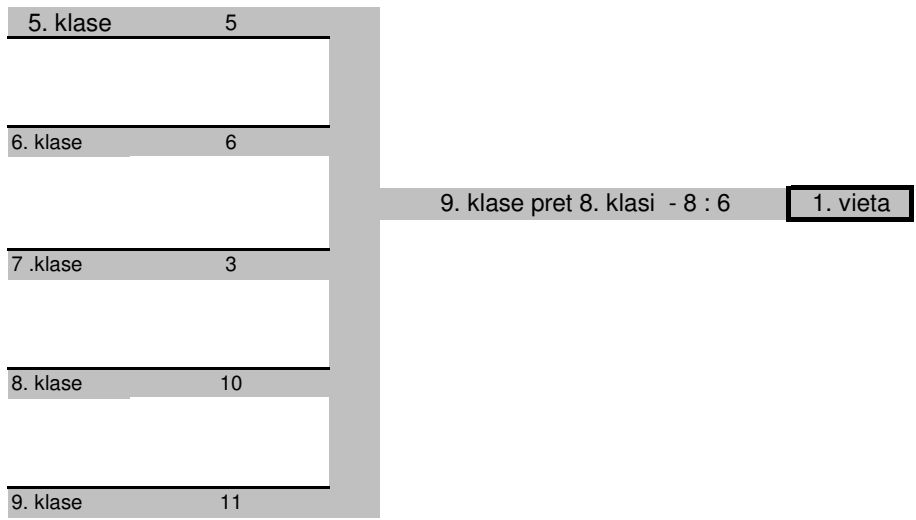 5. klase 5
6. klase 6
9. klase pret 8. klasi - 8 : 6 1. vieta
7 .klase 3
8. klase 10
9. klase 11